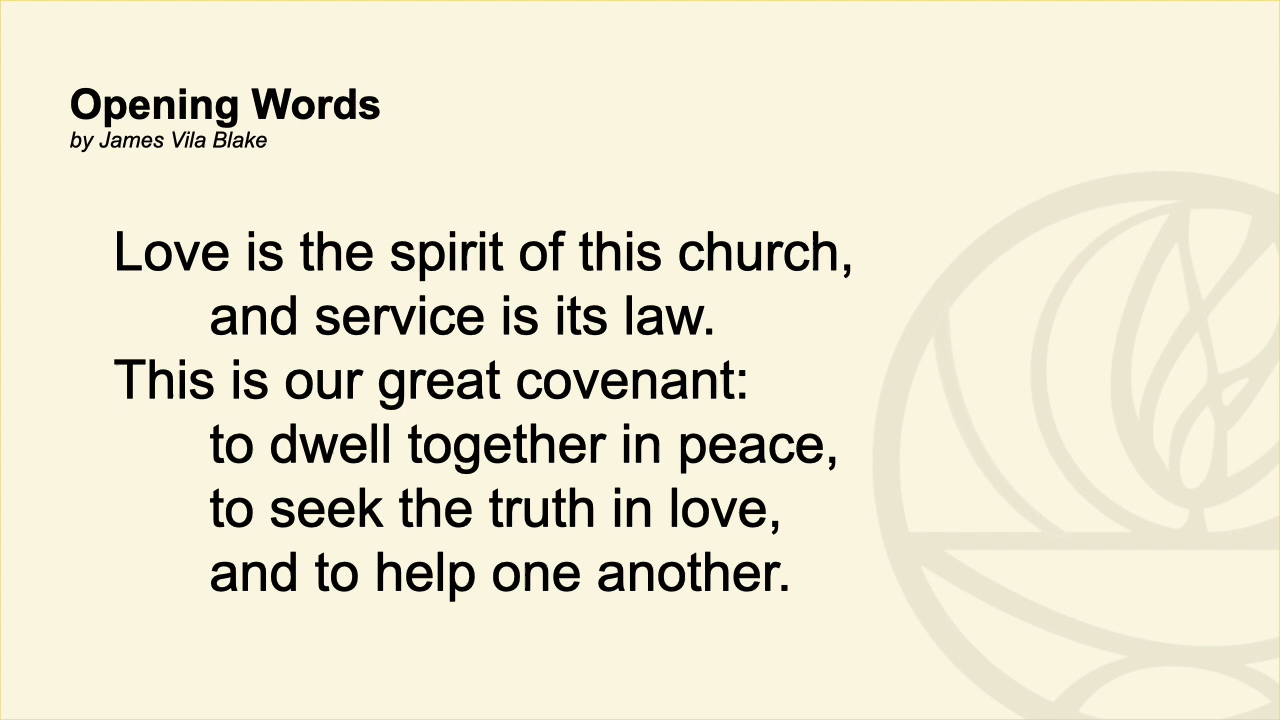 Opening Words
by James Vila Blake
Love is the spirit of this church,
and service is its law.
This is our great covenant:
to dwell together in peace,
to seek the truth in love,
and to help one another.